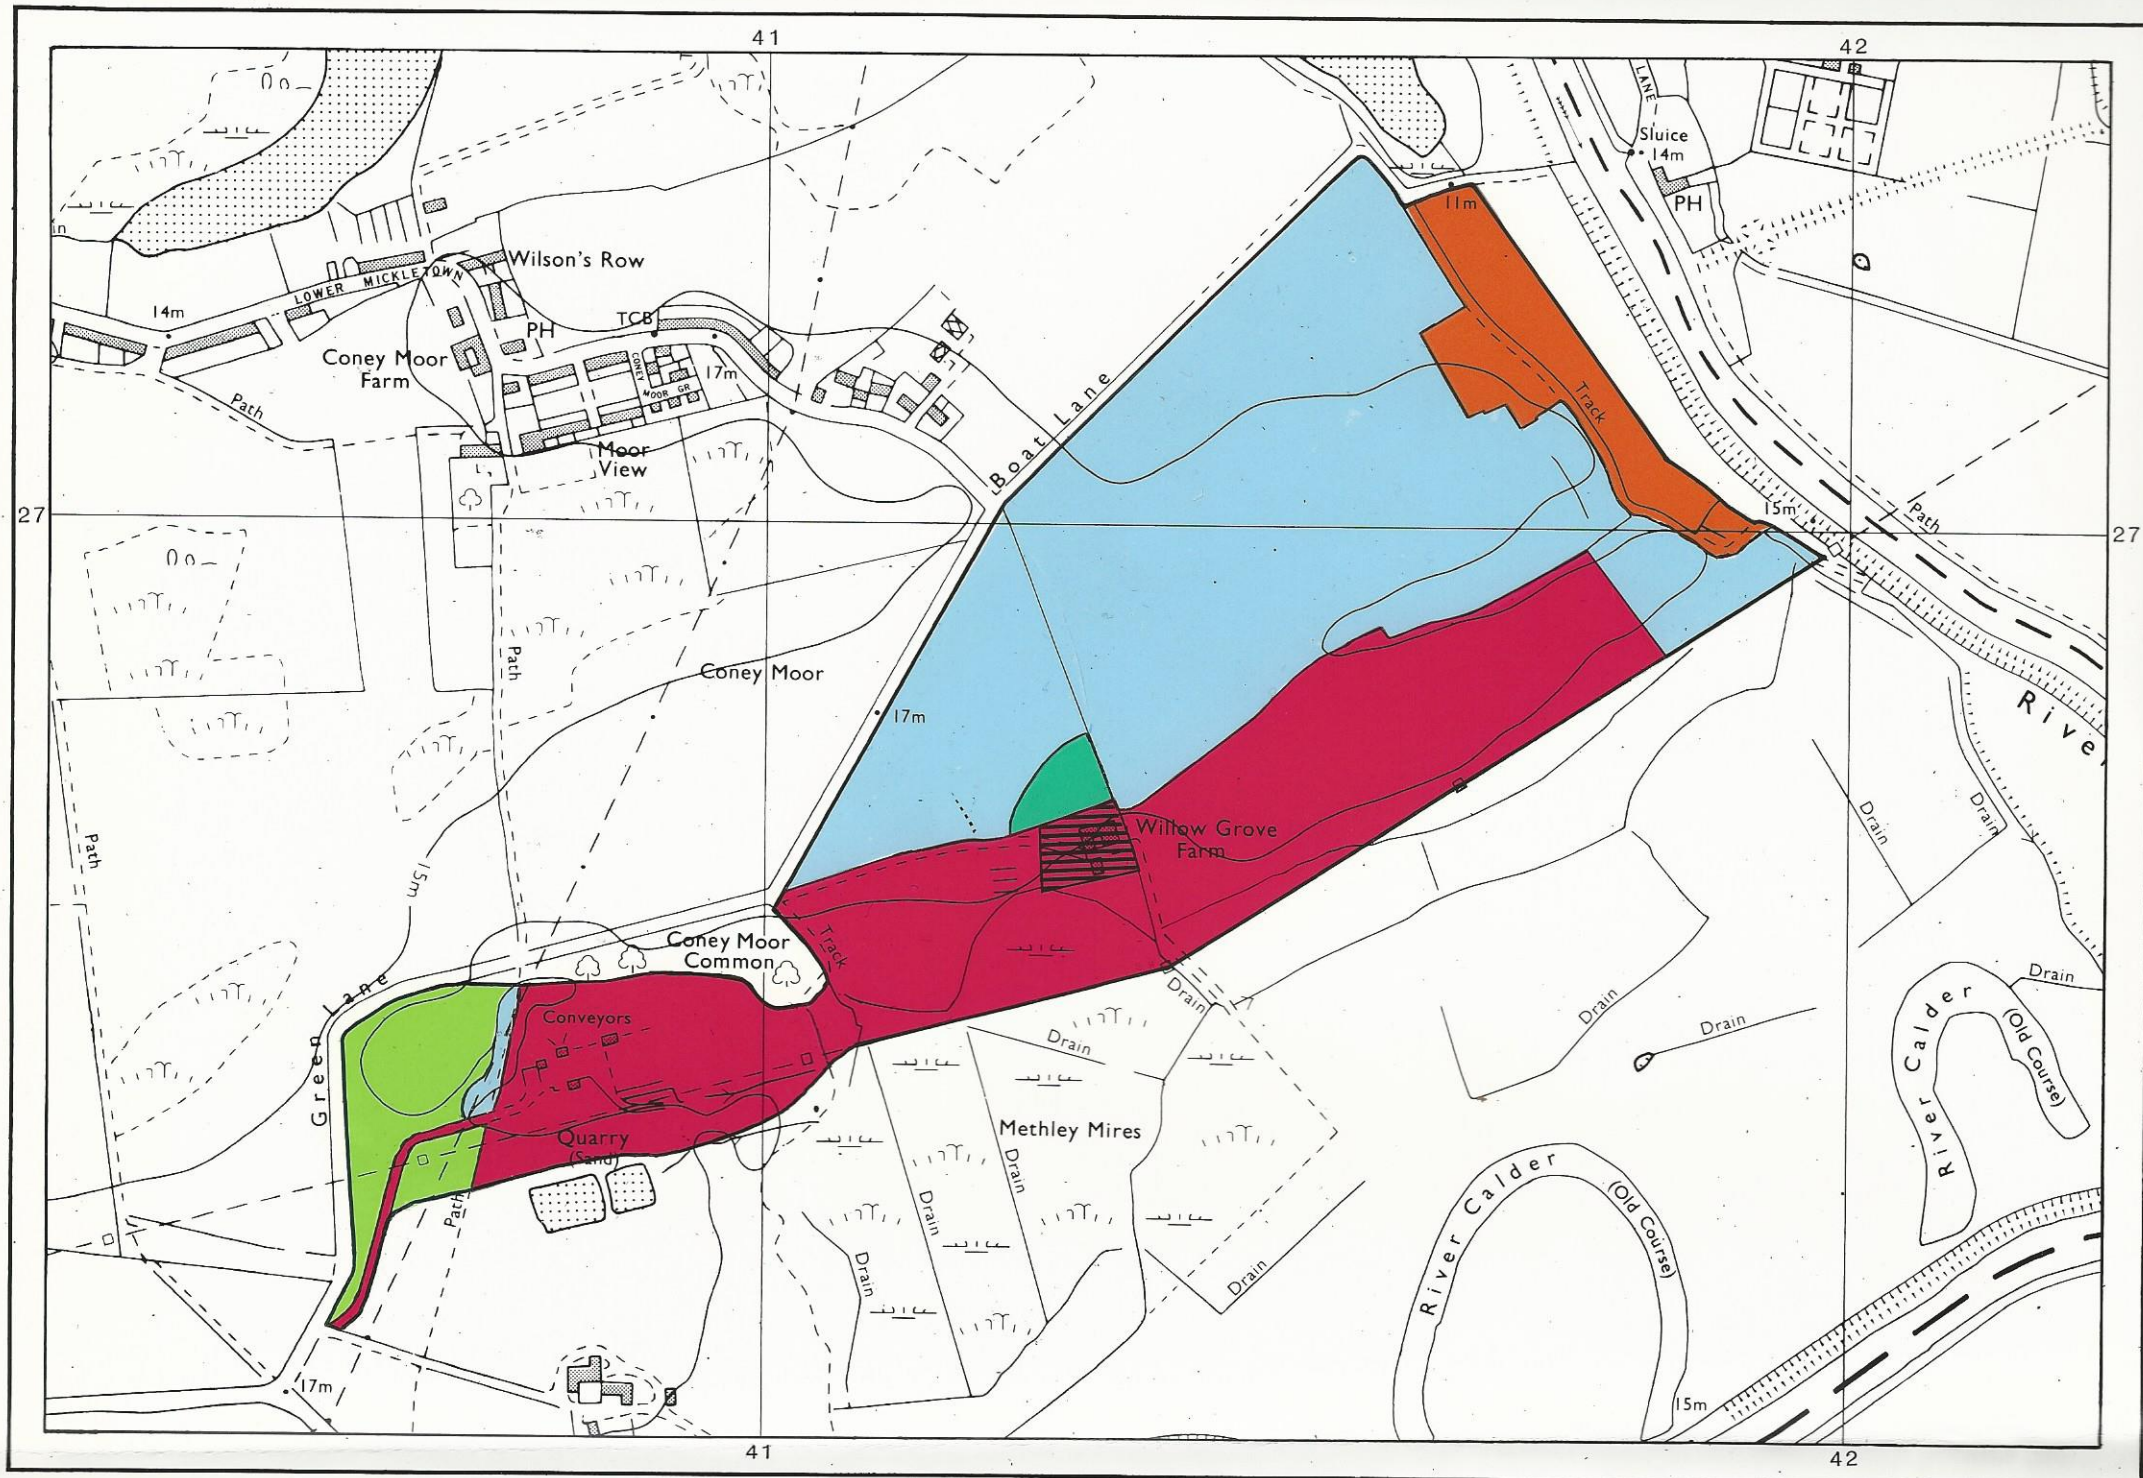 41
42
LANE
Sluice
14m
PH
11m
Wilson's Row
LOWER MICKLETOWN
14m
TCB
PH
Coney Moor
Farm
CONEY
MOOR GR
17m
Path
Moor
View
Boat Lane
Track
27
15m
Path
27
Path
Coney Moor
17m
River
Path
Drain
Drain
Willow Grove
Farm
15m
Coney Moor
Common
Track
Green Lane
Conveyors
Drain
Drain
Drain
Drain
Drain
River Calder
(Old Course)
Methley Mires
Quarry
(Sand)
Path
Drain
Drain
Drain
Drain
River Calder
(Old Course)
17m
15m
41
42